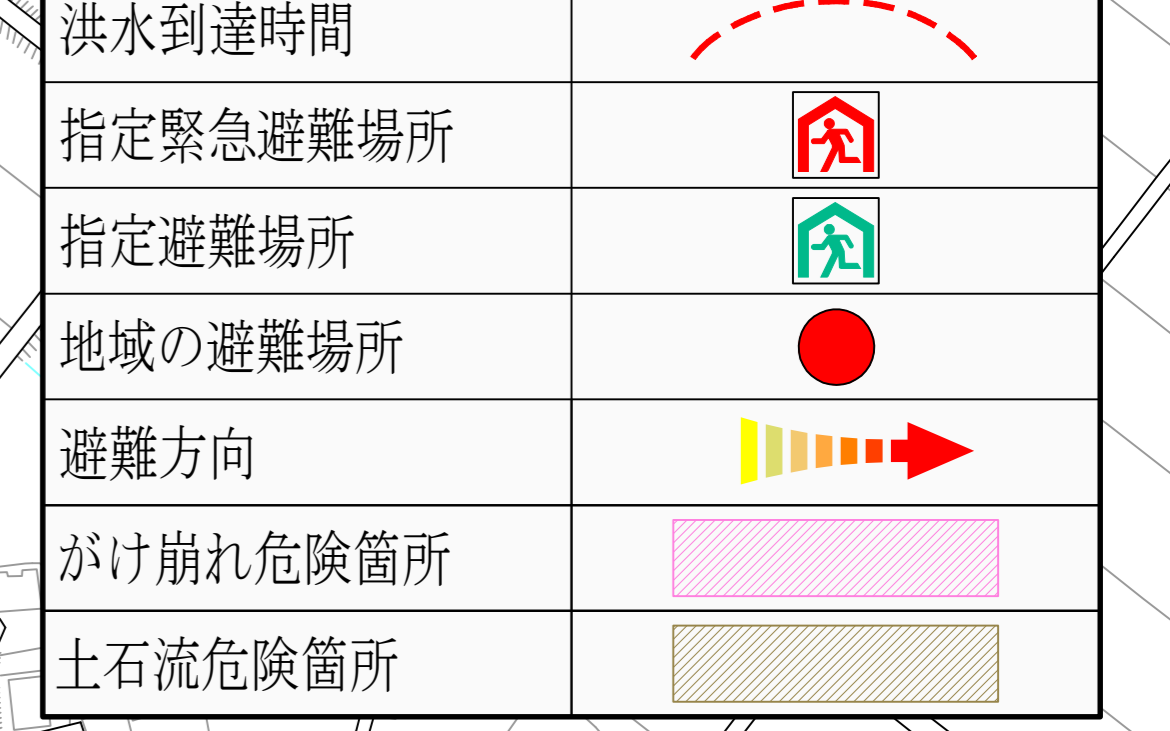 洪水到達時間
指定緊急避難場所
指定避難場所
地域の避難場所
避難方向
がけ崩れ危険箇所
土石流危険箇所